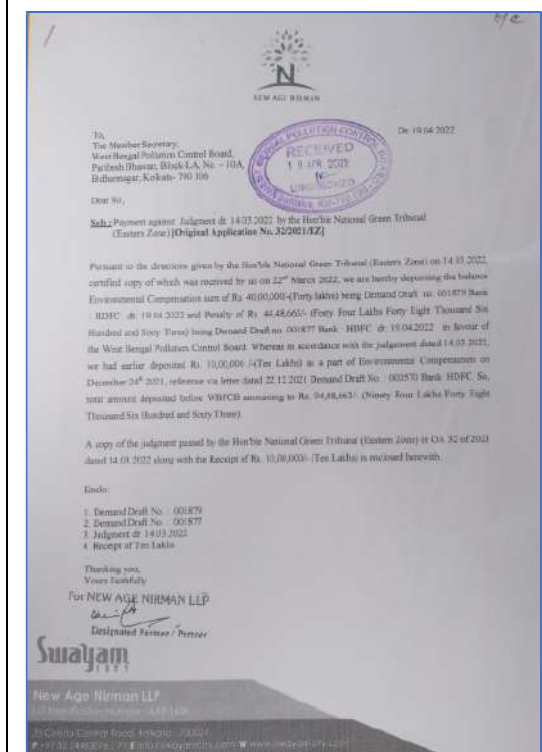 NEW AGE NIRMAN
Dt: 19.04.2022
To,
The Member Secretary,
West Bengal Pollution Control Board,
Paribesh Bhawan, Block-LA, No. – 10A,
Bidhannagar, Kolkata- 700 106
RECEIVED
19 APR 2022
Dear Sir,
Sub : Payment against Judgment dt 14.03.2022 by the Hon'ble National Green Tribunal
(Eastern Zone) [Original Application No. 32/2021/EZ]
Pursuant to the directions given by the Hon'ble National Green Tribunal (Eastern Zone) on 14.03.2022,
certified copy of which was received by us on 22nd March 2022, we are hereby depositing the balance
Environmental Compensation sum of Rs. 40,00,000/-(Forty lakhs) being Demand Draft no. 001879 Bank
: HDFC dt 19.04.2022 and Penalty of Rs. 44,48,663/- (Forty Four Lakhs Forty Eight Thousand Six
Hundred and Sixty Three) being Demand Draft no. 001877 Bank HDFC dt 19.04.2022 in favour of
the West Bengal Pollution Control Board. Whereas in accordance with the judgement dated 14.03.2022,
we had earlier deposited Rs. 10,00,000 /-(Ten Lakhs) as a part of Environmental Compensation on
December 24th 2021, reference via letter dated 22.12.2021 Demand Draft No. : 003570 Bank HDFC. So,
total amount deposited before WBPCB amounting to Rs. 94,48,663/- (Ninety Four Lakhs Forty Eight
Thousand Six Hundred and Sixty Three).
A copy of the judgment passed by the Hon'ble National Green Tribunal (Eastern Zone) in OA 32 of 2021
dated 14.03.2022 along with the Receipt of Rs. 10,00,000/- (Ten Lakhs) is enclosed herewith.
Enclo:
1. Demand Draft No. : 001879
2. Demand Draft No. : 001877
3. Judgment dt 14.03.2022
4. Receipt of Ten Lakhs
Thanking you,
Yours Faithfully
For NEW AGE NIRMAN LLP
Designated Partner / Partner
Swayam
New Age Nirman LLP